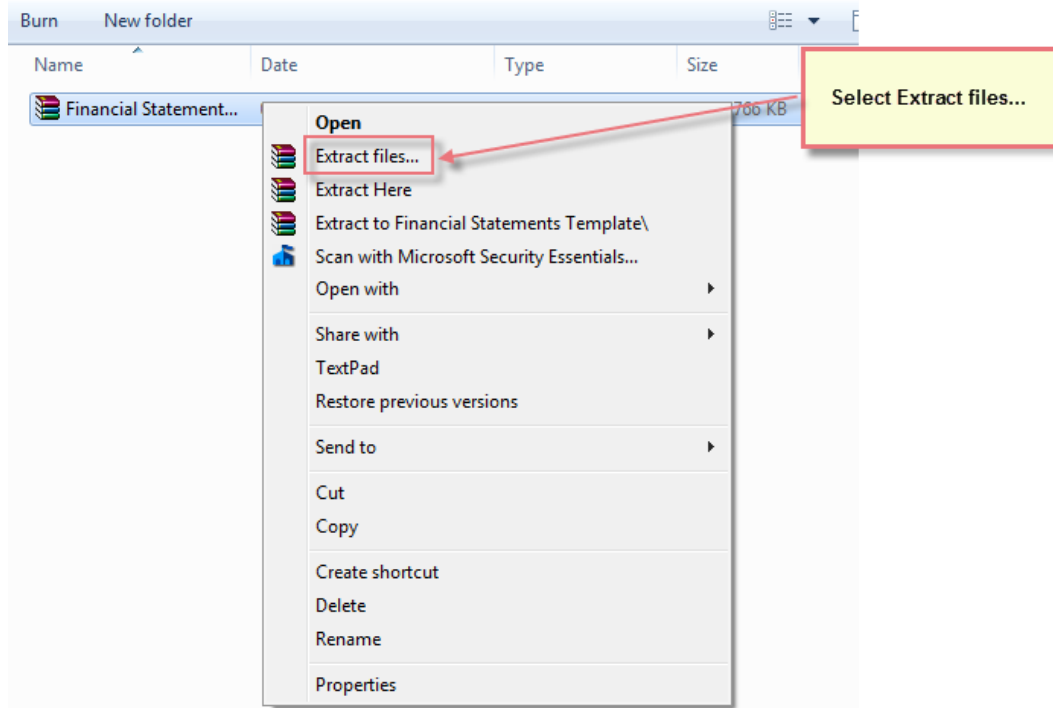 Burn New folder
Name Date Type Size
Financial Statement... 766 KB
Select Extract files...
Open
Extract files...
Extract Here
Extract to Financial Statements Template\
Scan with Microsoft Security Essentials...
Open with
Share with
TextPad
Restore previous versions
Send to
Cut
Copy
Create shortcut
Delete
Rename
Properties